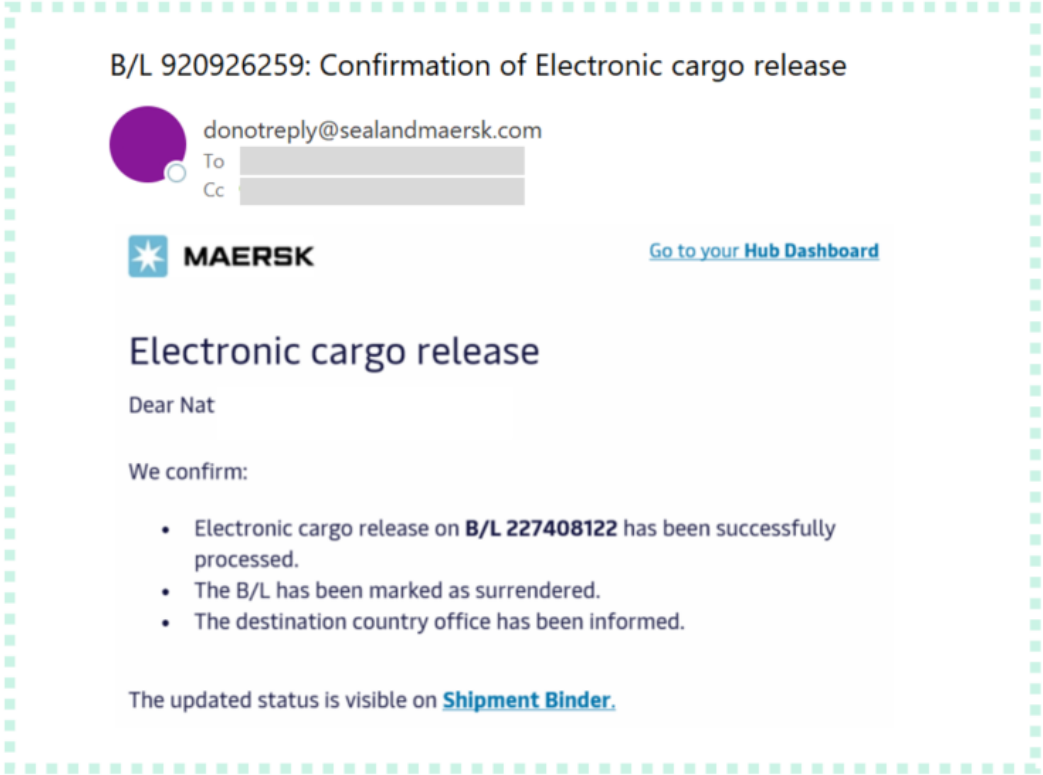 B/L 920926259: Confirmation of Electronic cargo release
donotreply@sealandmaersk.com
To
Cc
MAERSK
Go to your Hub Dashboard
Electronic cargo release
Dear Nat
We confirm:
• Electronic cargo release on B/L 227408122 has been successfully
processed.
• The B/L has been marked as surrendered.
• The destination country office has been informed.
The updated status is visible on Shipment Binder.